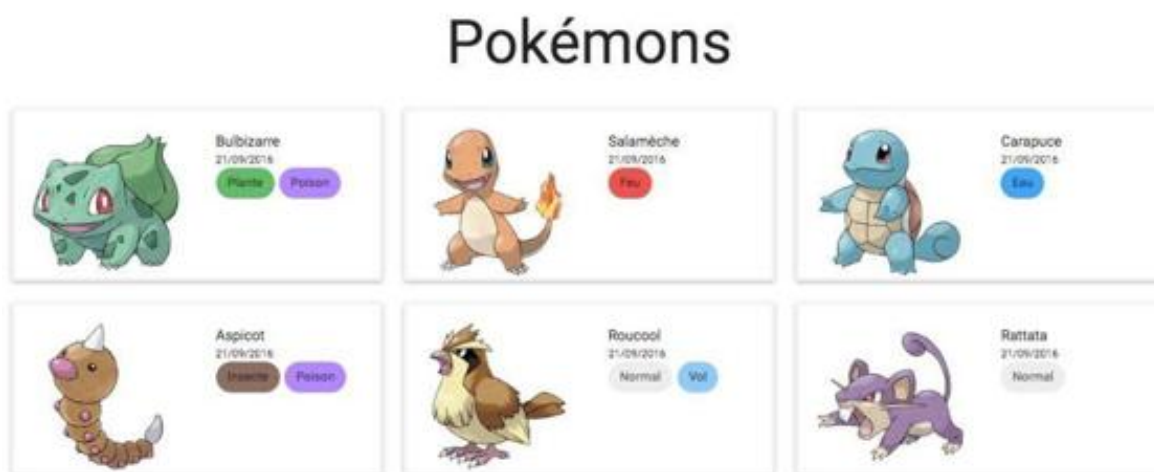 Pokémons
Bulbizarre
21/09/2016
Plante Poison
Salamèche
21/09/2016
Feu
Carapuce
21/09/2016
Eau
Aspicot
21/09/2016
Insecte Poison
Roucool
21/09/2016
Normal Vol
Rattata
21/09/2016
Normal